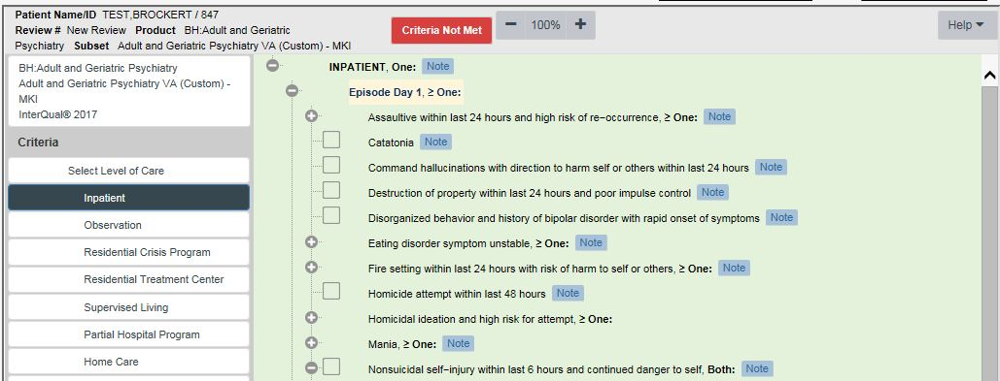 Patient Name/ID TEST,BROCKERT / 847
Review # New Review Product BH:Adult and Geriatric
Psychiatry Subset Adult and Geriatric Psychiatry VA (Custom) - MKI
Criteria Not Met
− 100% +
Help
BH:Adult and Geriatric Psychiatry
Adult and Geriatric Psychiatry VA (Custom) -
MKI
InterQual® 2017
Criteria
Select Level of Care
Inpatient
Observation
Residential Crisis Program
Residential Treatment Center
Supervised Living
Partial Hospital Program
Home Care
INPATIENT, One: Note
Episode Day 1, ≥ One:
Assaultive within last 24 hours and high risk of re-occurrence, ≥ One: Note
Catatonia Note
Command hallucinations with direction to harm self or others within last 24 hours Note
Destruction of property within last 24 hours and poor impulse control Note
Disorganized behavior and history of bipolar disorder with rapid onset of symptoms Note
Eating disorder symptom unstable, ≥ One: Note
Fire setting within last 24 hours with risk of harm to self or others, ≥ One: Note
Homicide attempt within last 48 hours Note
Homicidal ideation and high risk for attempt, ≥ One:
Mania, ≥ One: Note
Nonsuicidal self-injury within last 6 hours and continued danger to self, Both: Note